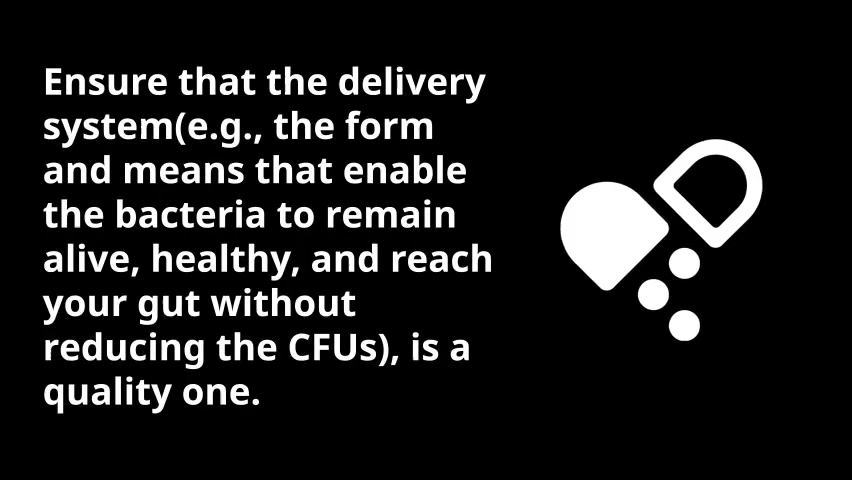 Ensure that the delivery
system(e.g., the form
and means that enable
the bacteria to remain
alive, healthy, and reach
your gut without
reducing the CFUs), is a
quality one.